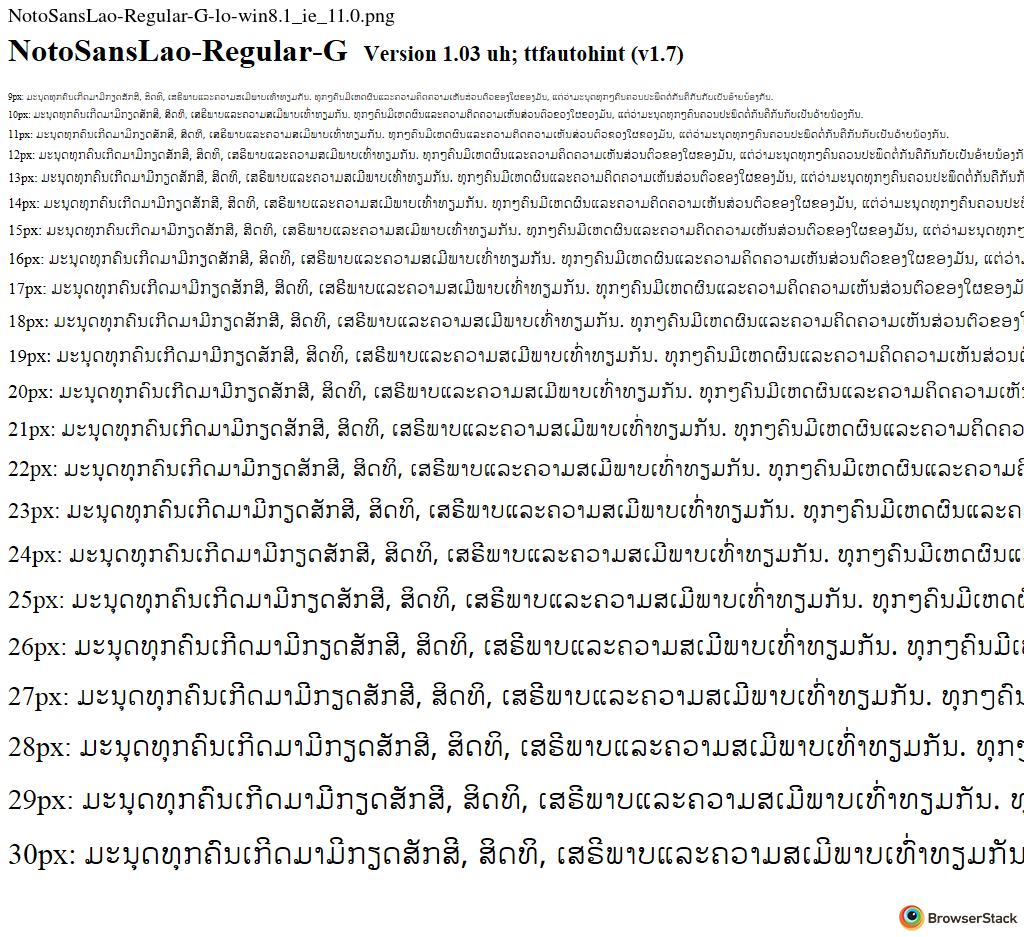 NotoSansLao-Regular-G-lo-win8.1_ie_11.0.png
NotoSansLao-Regular-G Version 1.03 uh; ttfautohint (v1.7)
9px: ມະນຸດທຸກຄົນເກີດມາມີກຽດສັກສີ, ສິດທິ, ເສຣີພາບແລະຄວາມສເມີພາບເທົ່າທຽມກັນ. ທຸກໆຄົນມີເຫດຜົນແລະຄວາມຄິດຄວາມເຫັນສ່ວນຕົວຂອງໃຜຂອງມັນ, ແຕ່ວ່າມະນຸດທຸກໆຄົນຄວນປະພຶດຕໍ່ກັນຄືກັນກັບເປັນອ້າຍນ້ອງກັນ.
10px: ມະນຸດທຸກຄົນເກີດມາມີກຽດສັກສີ, ສິດທິ, ເສຣີພາບແລະຄວາມສເມີພາບເທົ່າທຽມກັນ. ທຸກໆຄົນມີເຫດຜົນແລະຄວາມຄິດຄວາມເຫັນສ່ວນຕົວຂອງໃຜຂອງມັນ, ແຕ່ວ່າມະນຸດທຸກໆຄົນຄວນປະພຶດຕໍ່ກັນຄືກັນກັບເປັນອ້າຍນ້ອງກັນ.
11px: ມະນຸດທຸກຄົນເກີດມາມີກຽດສັກສີ, ສິດທິ, ເສຣີພາບແລະຄວາມສເມີພາບເທົ່າທຽມກັນ. ທຸກໆຄົນມີເຫດຜົນແລະຄວາມຄິດຄວາມເຫັນສ່ວນຕົວຂອງໃຜຂອງມັນ, ແຕ່ວ່າມະນຸດທຸກໆຄົນຄວນປະພຶດຕໍ່ກັນຄືກັນກັບເປັນອ້າຍນ້ອງກັນ.
12px: ມະນຸດທຸກຄົນເກີດມາມີກຽດສັກສີ, ສິດທິ, ເສຣີພາບແລະຄວາມສເມີພາບເທົ່າທຽມກັນ. ທຸກໆຄົນມີເຫດຜົນແລະຄວາມຄິດຄວາມເຫັນສ່ວນຕົວຂອງໃຜຂອງມັນ, ແຕ່ວ່າມະນຸດທຸກໆຄົນຄວນປະພຶດຕໍ່ກັນຄືກັນກັບເປັນອ້າຍນ້ອງກັ
13px: ມະນຸດທຸກຄົນເກີດມາມີກຽດສັກສີ, ສິດທິ, ເສຣີພາບແລະຄວາມສເມີພາບເທົ່າທຽມກັນ. ທຸກໆຄົນມີເຫດຜົນແລະຄວາມຄິດຄວາມເຫັນສ່ວນຕົວຂອງໃຜຂອງມັນ, ແຕ່ວ່າມະນຸດທຸກໆຄົນຄວນປະພຶດຕໍ່ກັນຄືກັນກັ
14px: ມະນຸດທຸກຄົນເກີດມາມີກຽດສັກສີ, ສິດທິ, ເສຣີພາບແລະຄວາມສເມີພາບເທົ່າທຽມກັນ. ທຸກໆຄົນມີເຫດຜົນແລະຄວາມຄິດຄວາມເຫັນສ່ວນຕົວຂອງໃຜຂອງມັນ, ແຕ່ວ່າມະນຸດທຸກໆຄົນຄວນປະພຶ
15px: ມະນຸດທຸກຄົນເກີດມາມີກຽດສັກສີ, ສິດທິ, ເສຣີພາບແລະຄວາມສເມີພາບເທົ່າທຽມກັນ. ທຸກໆຄົນມີເຫດຜົນແລະຄວາມຄິດຄວາມເຫັນສ່ວນຕົວຂອງໃຜຂອງມັນ, ແຕ່ວ່າມະນຸດທຸກໆ
16px: ມະນຸດທຸກຄົນເກີດມາມີກຽດສັກສີ, ສິດທິ, ເສຣີພາບແລະຄວາມສເມີພາບເທົ່າທຽມກັນ. ທຸກໆຄົນມີເຫດຜົນແລະຄວາມຄິດຄວາມເຫັນສ່ວນຕົວຂອງໃຜຂອງມັນ, ແຕ່ວ່າມ
17px: ມະນຸດທຸກຄົນເກີດມາມີກຽດສັກສີ, ສິດທິ, ເສຣີພາບແລະຄວາມສເມີພາບເທົ່າທຽມກັນ. ທຸກໆຄົນມີເຫດຜົນແລະຄວາມຄິດຄວາມເຫັນສ່ວນຕົວຂອງໃຜຂອງມັ
18px: ມະນຸດທຸກຄົນເກີດມາມີກຽດສັກສີ, ສິດທິ, ເສຣີພາບແລະຄວາມສເມີພາບເທົ່າທຽມກັນ. ທຸກໆຄົນມີເຫດຜົນແລະຄວາມຄິດຄວາມເຫັນສ່ວນຕົວຂອງໃ
19px: ມະນຸດທຸກຄົນເກີດມາມີກຽດສັກສີ, ສິດທິ, ເສຣີພາບແລະຄວາມສເມີພາບເທົ່າທຽມກັນ. ທຸກໆຄົນມີເຫດຜົນແລະຄວາມຄິດຄວາມເຫັນສ່ວນຕົ
20px: ມະນຸດທຸກຄົນເກີດມາມີກຽດສັກສີ, ສິດທິ, ເສຣີພາບແລະຄວາມສເມີພາບເທົ່າທຽມກັນ. ທຸກໆຄົນມີເຫດຜົນແລະຄວາມຄິດຄວາມເຫັ
21px: ມະນຸດທຸກຄົນເກີດມາມີກຽດສັກສີ, ສິດທິ, ເສຣີພາບແລະຄວາມສເມີພາບເທົ່າທຽມກັນ. ທຸກໆຄົນມີເຫດຜົນແລະຄວາມຄິດຄວ
22px: ມະນຸດທຸກຄົນເກີດມາມີກຽດສັກສີ, ສິດທິ, ເສຣີພາບແລະຄວາມສເມີພາບເທົ່າທຽມກັນ. ທຸກໆຄົນມີເຫດຜົນແລະຄວາມຄິ
23px: ມະນຸດທຸກຄົນເກີດມາມີກຽດສັກສີ, ສິດທິ, ເສຣີພາບແລະຄວາມສເມີພາບເທົ່າທຽມກັນ. ທຸກໆຄົນມີເຫດຜົນແລະຄ
24px: ມະນຸດທຸກຄົນເກີດມາມີກຽດສັກສີ, ສິດທິ, ເສຣີພາບແລະຄວາມສເມີພາບເທົ່າທຽມກັນ. ທຸກໆຄົນມີເຫດຜົນແ
25px: ມະນຸດທຸກຄົນເກີດມາມີກຽດສັກສີ, ສິດທິ, ເສຣີພາບແລະຄວາມສເມີພາບເທົ່າທຽມກັນ. ທຸກໆຄົນມີເຫດຜົ
26px: ມະນຸດທຸກຄົນເກີດມາມີກຽດສັກສີ, ສິດທິ, ເສຣີພາບແລະຄວາມສເມີພາບເທົ່າທຽມກັນ. ທຸກໆຄົນມີເ
27px: ມະນຸດທຸກຄົນເກີດມາມີກຽດສັກສີ, ສິດທິ, ເສຣີພາບແລະຄວາມສເມີພາບເທົ່າທຽມກັນ. ທຸກໆຄົນ
28px: ມະນຸດທຸກຄົນເກີດມາມີກຽດສັກສີ, ສິດທິ, ເສຣີພາບແລະຄວາມສເມີພາບເທົ່າທຽມກັນ. ທຸກໆ
29px: ມະນຸດທຸກຄົນເກີດມາມີກຽດສັກສີ, ສິດທິ, ເສຣີພາບແລະຄວາມສເມີພາບເທົ່າທຽມກັນ. ທຸ
30px: ມະນຸດທຸກຄົນເກີດມາມີກຽດສັກສີ, ສິດທິ, ເສຣີພາບແລະຄວາມສເມີພາບເທົ່າທຽມກັນ
BrowserStack